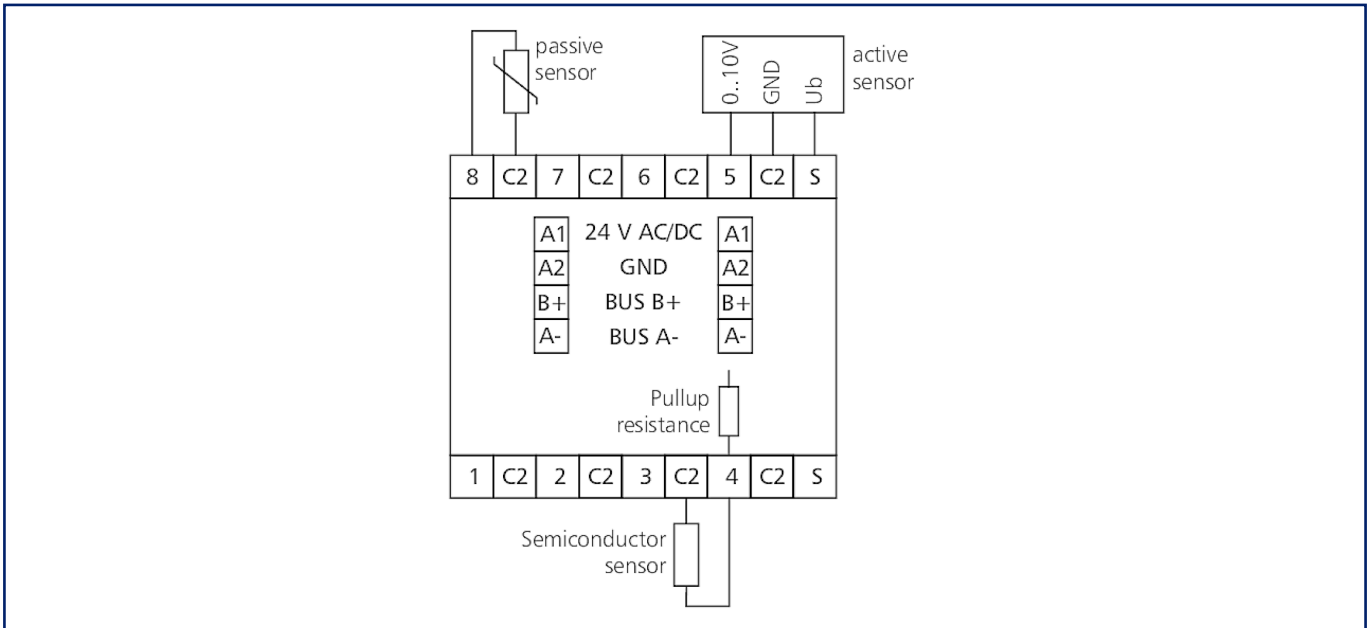 passive
sensor
0..10V
GND
Ub
active
sensor
8 C2 7 C2 6 C2 5 C2 S
A1 24 V AC/DC A1
A2 GND A2
B+ BUS B+ B+
A- BUS A- A-
Pullup
resistance
1 C2 2 C2 3 C2 4 C2 S
Semiconductor
sensor